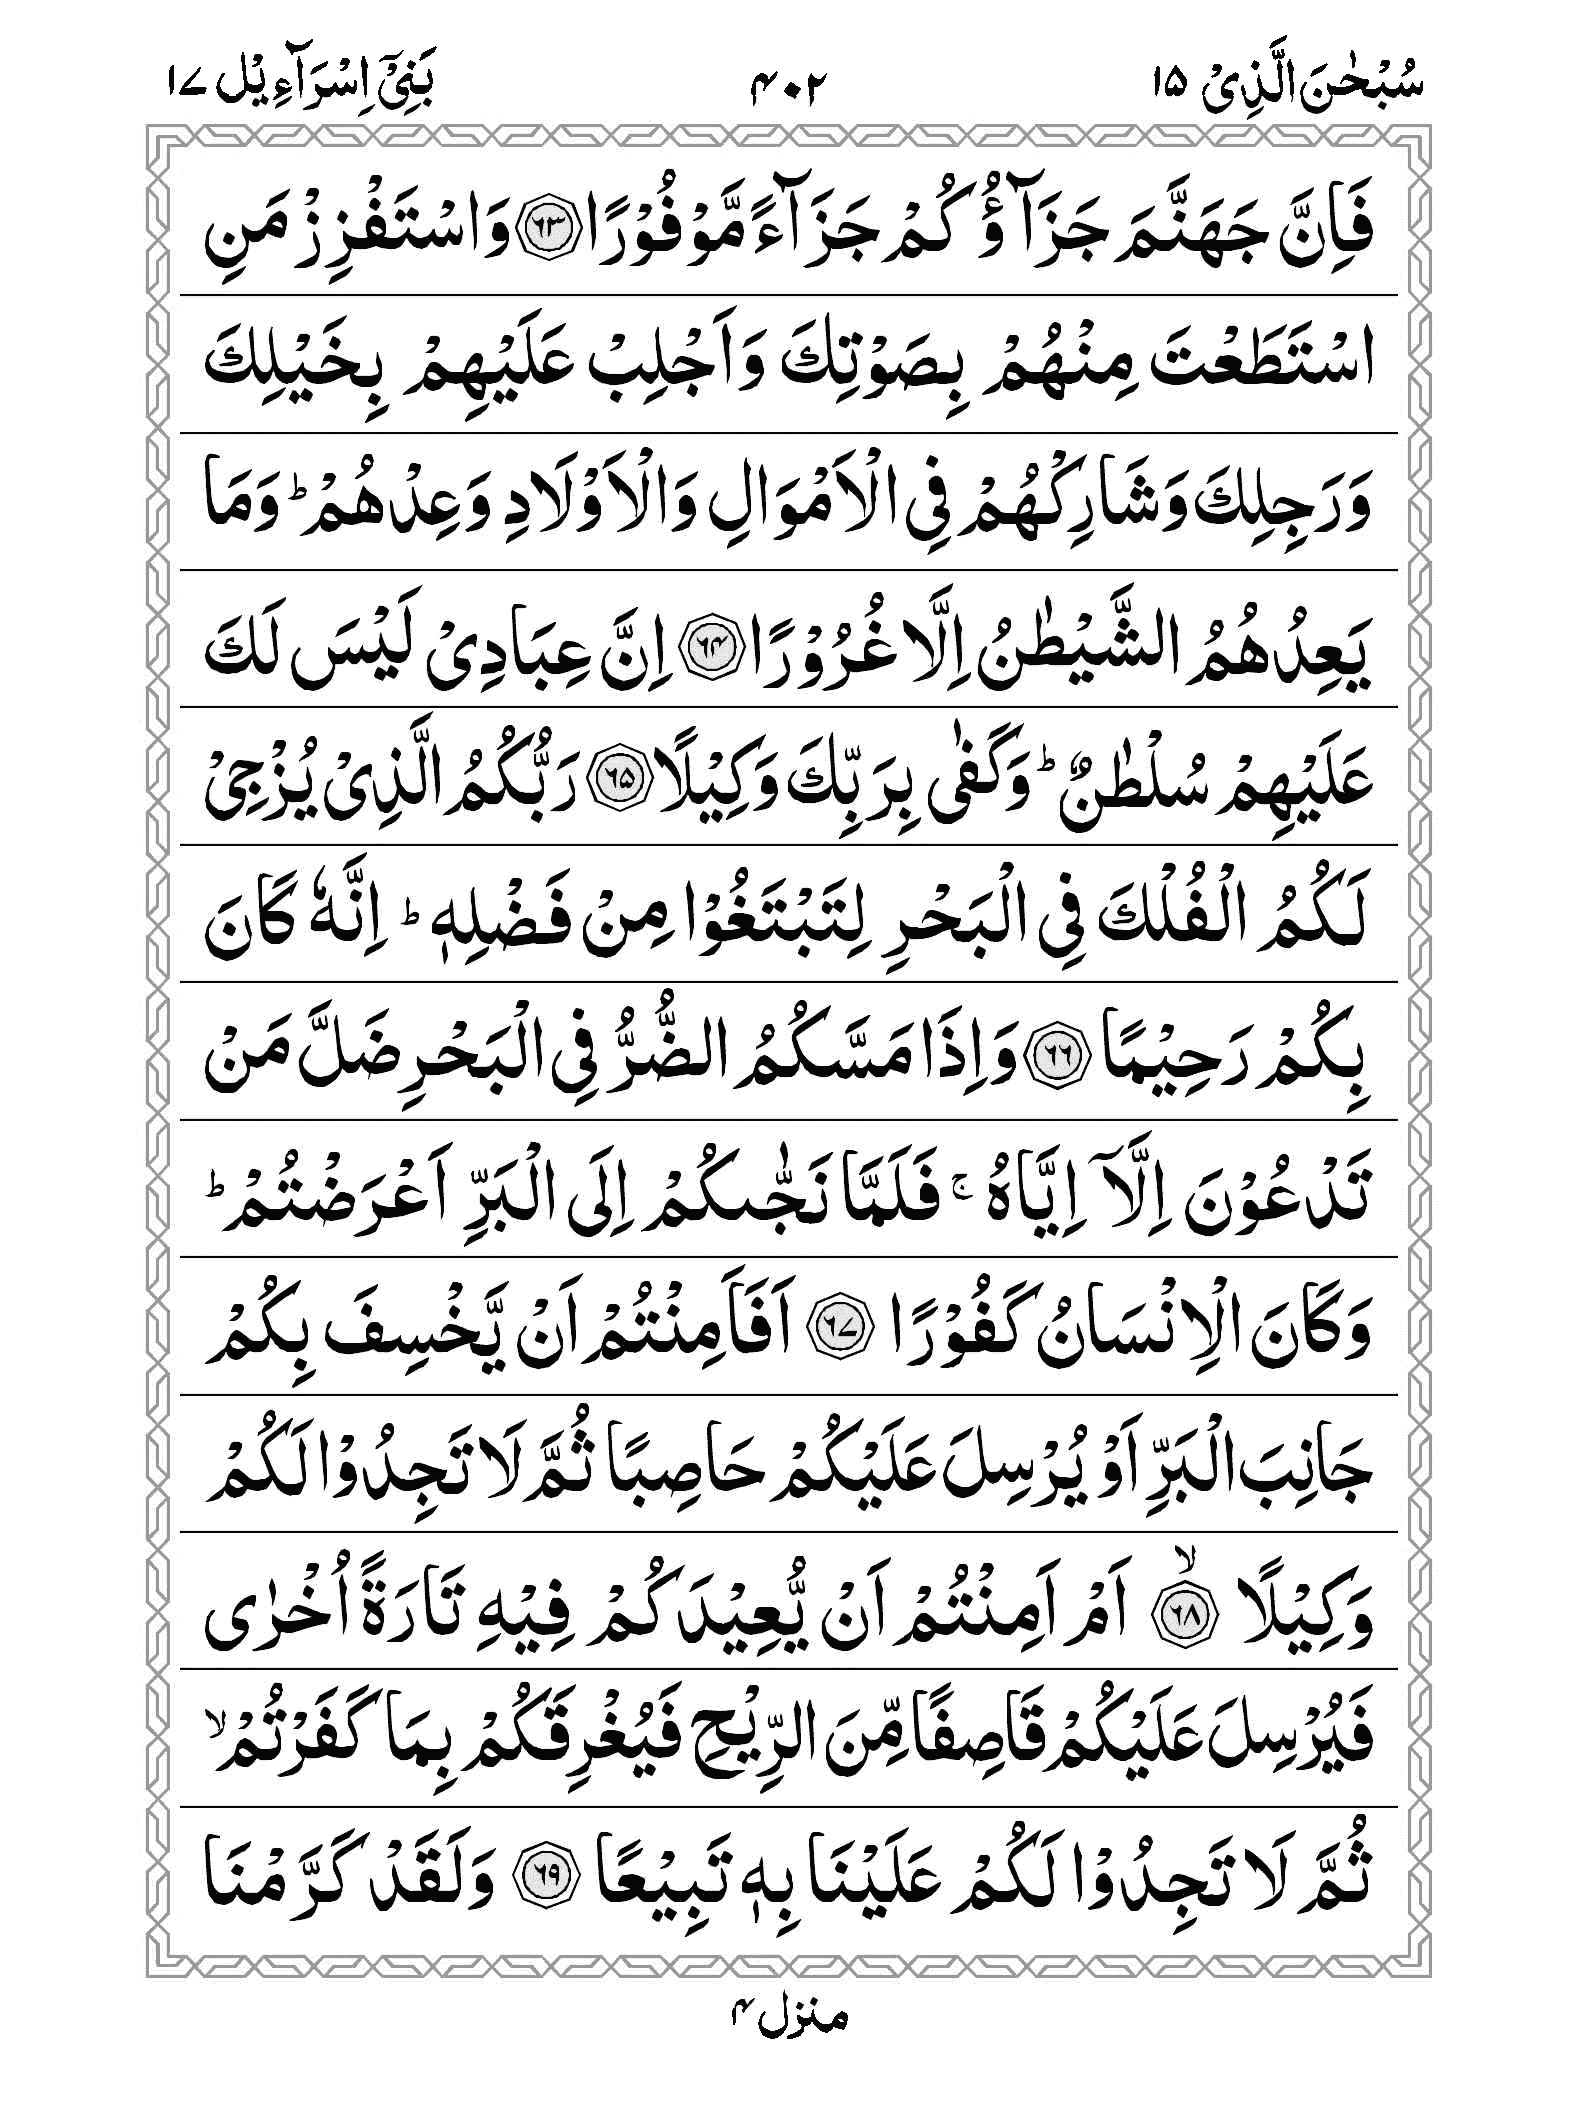 سُبْحٰنَ الَّذِیْ ۱۵
۴۰۲
بَنِیْۤ اِسْرَآءِیْل ۱۷
فَاِنَّ جَهَنَّمَ جَزَآؤُكُمْ جَزَآءً مَّوْفُوْرًا ﴿۶۳﴾ وَاسْتَفْزِزْ مَنِ
اسْتَطَعْتَ مِنْهُمْ بِصَوْتِكَ وَاَجْلِبْ عَلَیْهِمْ بِخَیْلِكَ
وَرَجِلِكَ وَشَارِكْهُمْ فِی الْاَمْوَالِ وَالْاَوْلَادِ وَعِدْهُمْ ؕ وَمَا
یَعِدُهُمُ الشَّیْطٰنُ اِلَّا غُرُوْرًا ﴿۶۴﴾ اِنَّ عِبَادِیْ لَیْسَ لَكَ
عَلَیْهِمْ سُلْطٰنٌ ؕ وَكَفٰی بِرَبِّكَ وَكِیْلًا ﴿۶۵﴾ رَبُّكُمُ الَّذِیْ یُزْجِیْ
لَكُمُ الْفُلْكَ فِی الْبَحْرِ لِتَبْتَغُوْا مِنْ فَضْلِهٖ ؕ اِنَّهٗ كَانَ
بِكُمْ رَحِیْمًا ﴿۶۶﴾ وَاِذَا مَسَّكُمُ الضُّرُّ فِی الْبَحْرِ ضَلَّ مَنْ
تَدْعُوْنَ اِلَّاۤ اِیَّاهُ ۚ فَلَمَّا نَجّٰىكُمْ اِلَی الْبَرِّ اَعْرَضْتُمْ ؕ
وَكَانَ الْاِنْسَانُ كَفُوْرًا ﴿۶۷﴾ اَفَاَمِنْتُمْ اَنْ یَّخْسِفَ بِكُمْ
جَانِبَ الْبَرِّ اَوْ یُرْسِلَ عَلَیْكُمْ حَاصِبًا ثُمَّ لَا تَجِدُوْا لَكُمْ
وَكِیْلًا ﴿ۙ۶۸﴾ اَمْ اَمِنْتُمْ اَنْ یُّعِیْدَكُمْ فِیْهِ تَارَةً اُخْرٰی
فَیُرْسِلَ عَلَیْكُمْ قَاصِفًا مِّنَ الرِّیْحِ فَیُغْرِقَكُمْ بِمَا كَفَرْتُمْ ۙ
ثُمَّ لَا تَجِدُوْا لَكُمْ عَلَیْنَا بِهٖ تَبِیْعًا ﴿۶۹﴾ وَلَقَدْ كَرَّمْنَا
منزل ۴